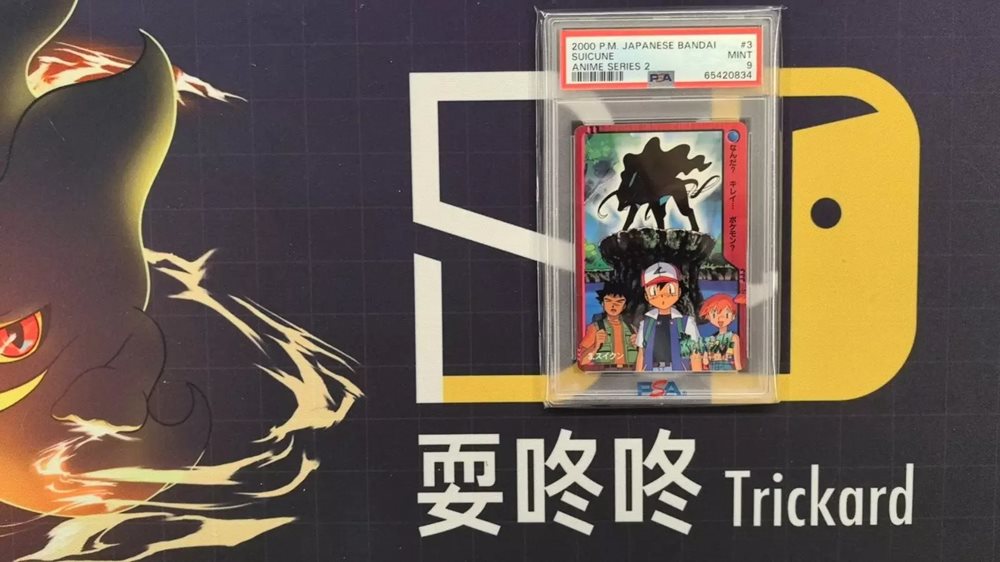 2000 P.M. JAPANESE BANDAI #3
SUICUNE MINT
ANIME SERIES 2 9
PSA 65420834
なんだ? キレイ… ポケモン?
3.スイクン
PSA
耍咚咚 Trickard